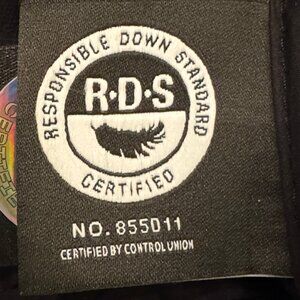 RESPONSIBLE DOWN STANDARD
R·D·S
CERTIFIED
NO. 855011
CERTIFIED BY CONTROL UNION